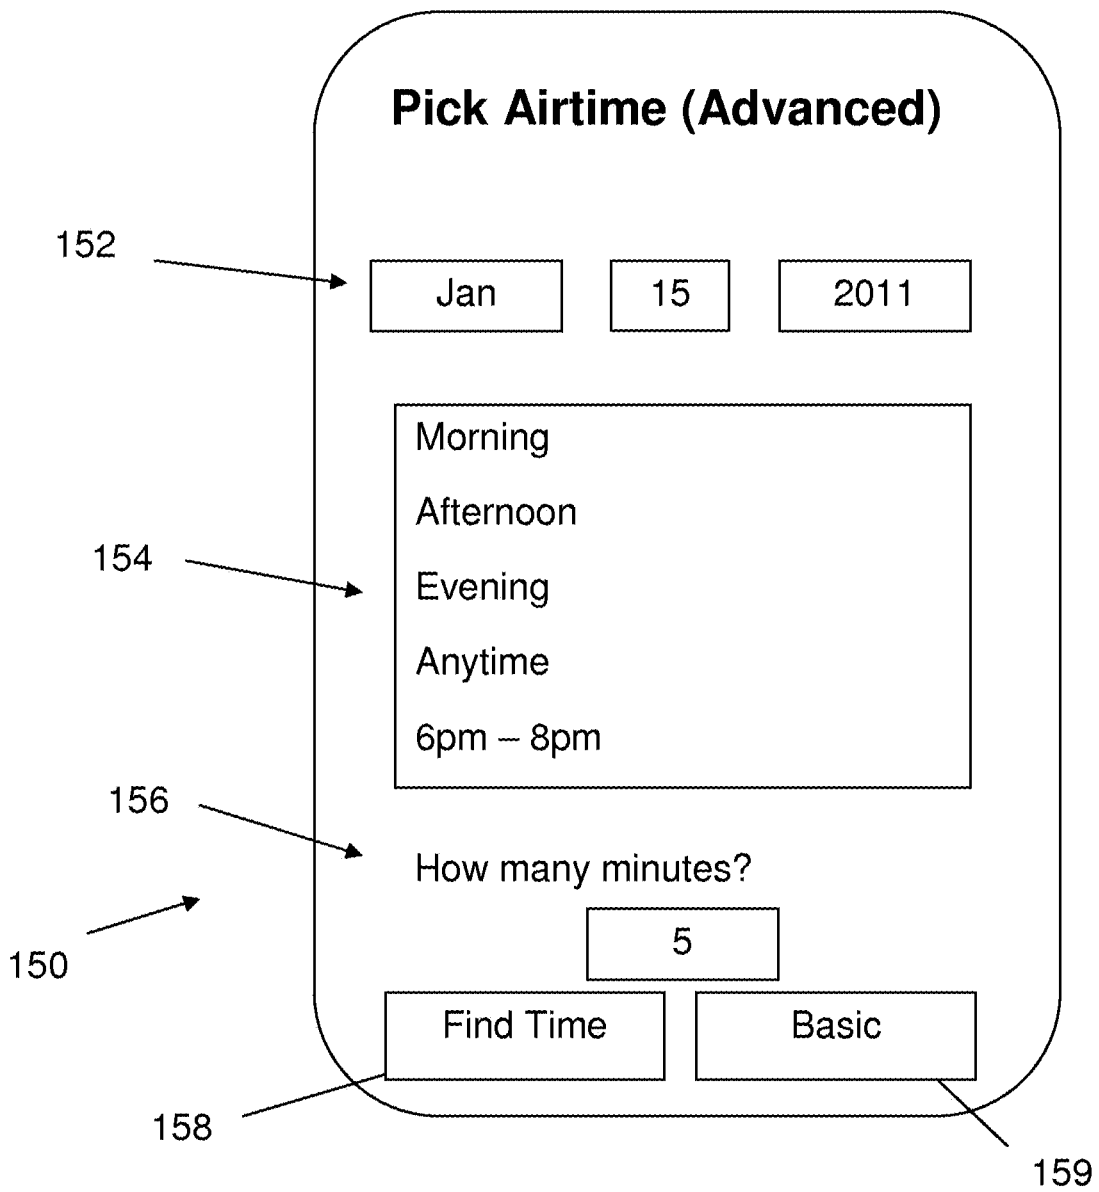 Pick Airtime (Advanced)
152
Jan 15 2011
Morning
Afternoon
154
Evening
Anytime
6pm – 8pm
156
How many minutes?
5
150
Find Time Basic
158
159